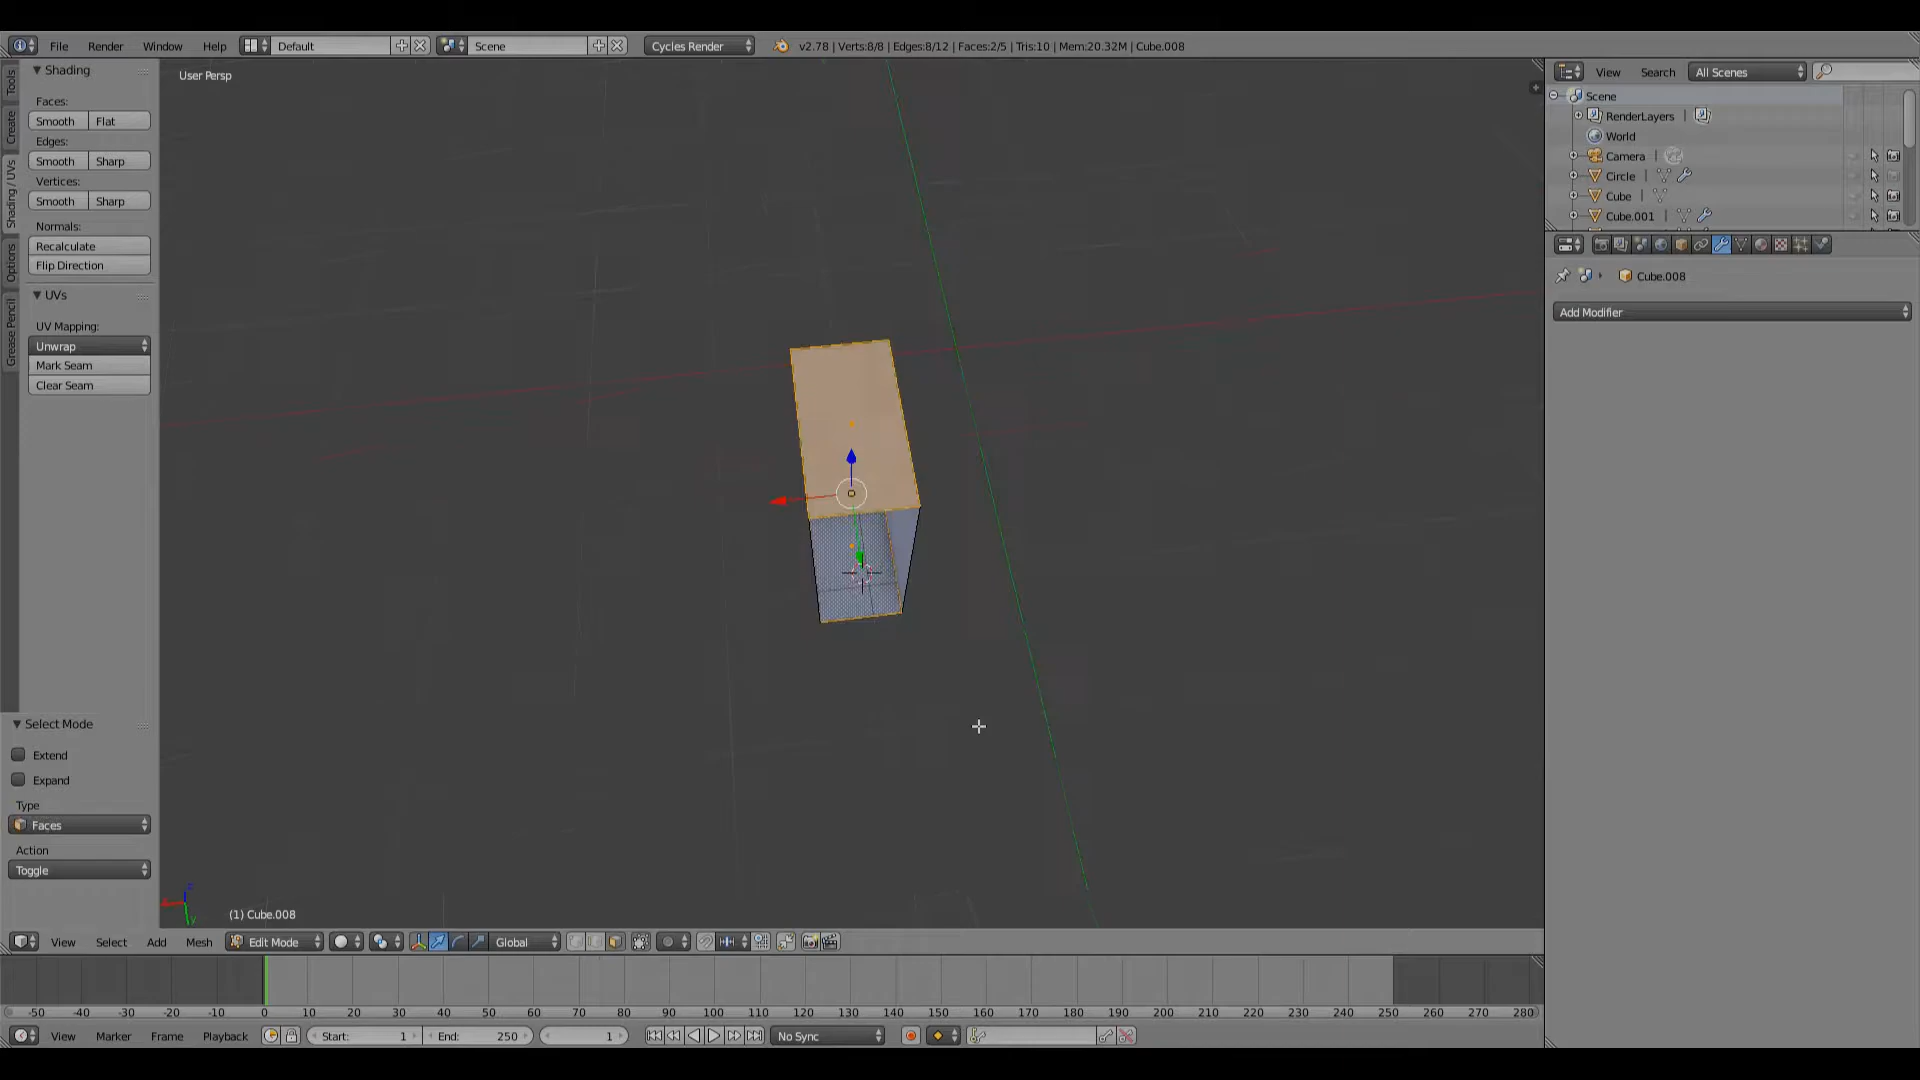 File Render Window Help Default Scene Cycles Render v2.78 | Verts:8/8 | Edges:8/12 | Faces:2/5 | Tris:10 | Mem:20.32M | Cube.008
Tools
Create
Shading / UVs
Options
Grease Pencil
Shading
Faces:
Smooth Flat
Edges:
Smooth Sharp
Vertices:
Smooth Sharp
Normals:
Recalculate
Flip Direction
UVs
UV Mapping:
Unwrap
Mark Seam
Clear Seam
Select Mode
Extend
Expand
Type
Faces
Action
Toggle
User Persp
(1) Cube.008
View Search All Scenes
Scene
RenderLayers
World
Camera
Circle
Cube
Cube.001
Cube.008
Add Modifier
View Select Add Mesh Edit Mode Global
-50 -40 -30 -20 -10 0 10 20 30 40 50 60 70 80 90 100 110 120 130 140 150 160 170 180 190 200 210 220 230 240 250 260 270 280
View Marker Frame Playback Start: 1 End: 250 1 No Sync